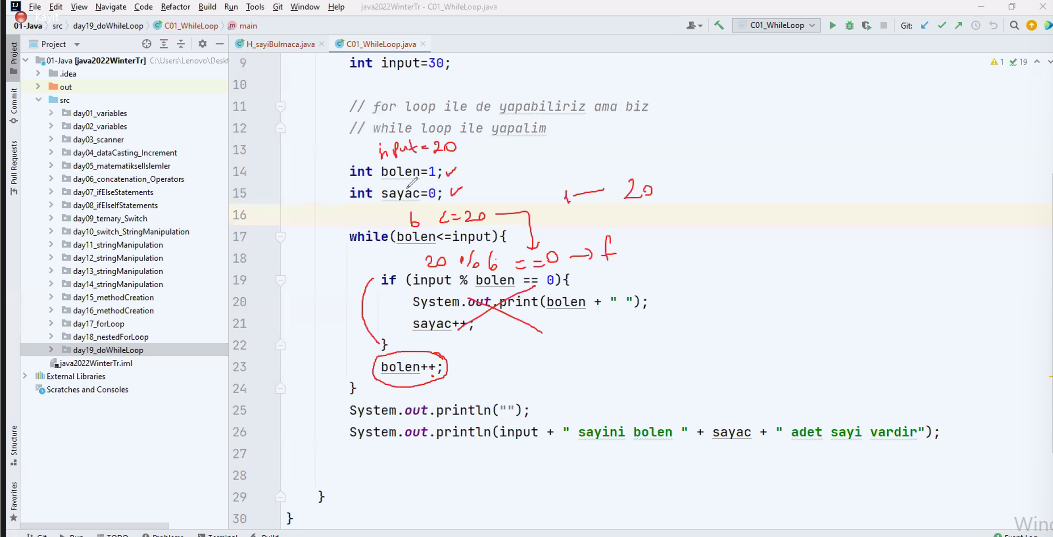 File Edit View Navigate Code Refactor Build Run Tools Git Window Help java2022WinterTr
01-Java src day19_doWhileLoop C01_WhileLoop main C01_WhileLoop Git:
Project
H_sayiBulmaca.java C01_WhileLoop.java
01-Java [java2022WinterTr] C:\Users\Lenovo\Deskt
.idea
out
src
day01_variables
day02_variables
day03_scanner
day04_dataCasting_Increment
day05_matematikselIslemler
day06_concatenation_Operators
day07_ifElseStatements
day08_ifElseIfStatements
day09_ternary_Switch
day10_switch_StringManipulation
day11_stringManipulation
day12_stringManipulation
day13_stringManipulation
day14_stringManipulation
day15_methodCreation
day16_methodCreation
day17_forLoop
day18_nestedForLoop
day19_doWhileLoop
java2022WinterTr.iml
External Libraries
Scratches and Consoles
Project
Commit
Pull Requests
Structure
Favorites
1 19
9 int input=30;
10
11 // for loop ile de yapabiliriz ama biz
12 // while loop ile yapalim
13
input=20
14 int bolen=1;
15 int sayac=0;
1 — 20
16
6 <=20
17 while(bolen<=input){
18
20 % 6 == 0 → f
19 if (input % bolen == 0){
20 System.out.print(bolen + " ");
21 sayac++;
22 }
23 bolen++;
24 }
25 System.out.println("");
26 System.out.println(input + " sayini bolen " + sayac + " adet sayi vardir");
27
28
29 }
30 }
Git Run TODO Problems Terminal Build Event Log